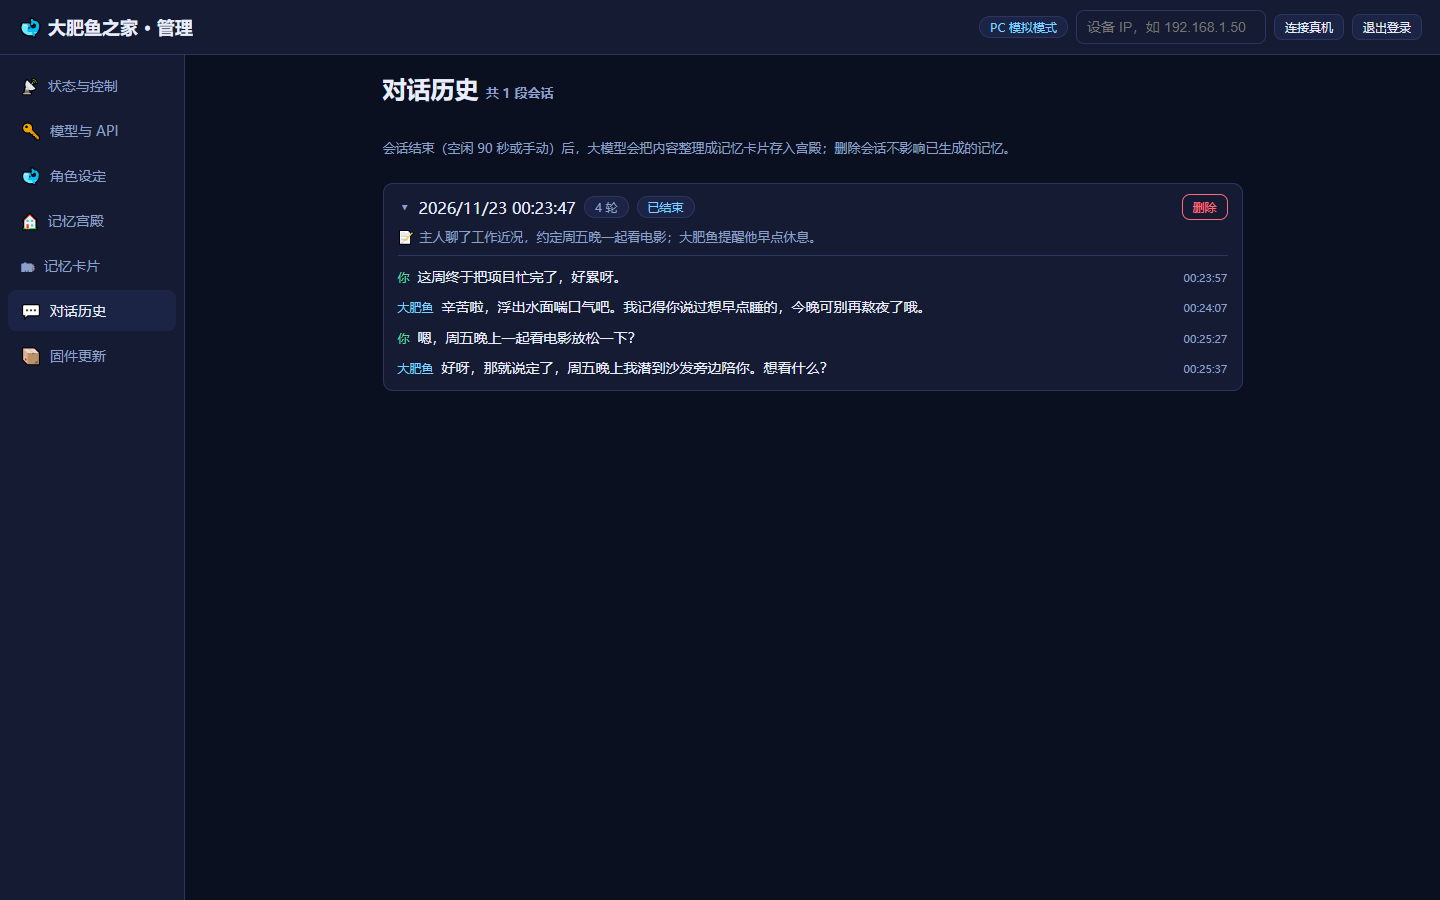 大肥鱼之家 • 管理
PC 模拟模式
设备 IP，如 192.168.1.50
连接真机
退出登录
状态与控制
模型与 API
角色设定
记忆宫殿
记忆卡片
对话历史
固件更新
对话历史 共 1 段会话
会话结束（空闲 90 秒或手动）后，大模型会把内容整理成记忆卡片存入宫殿；删除会话不影响已生成的记忆。
2026/11/23 00:23:47 4 轮 已结束 删除
主人聊了工作近况，约定周五晚一起看电影；大肥鱼提醒他早点休息。
你 这周终于把项目忙完了，好累呀。 00:23:57
大肥鱼 辛苦啦，浮出水面喘口气吧。我记得你说过想早点睡的，今晚可别再熬夜了哦。 00:24:07
你 嗯，周五晚上一起看电影放松一下？ 00:25:27
大肥鱼 好呀，那就说定了，周五晚上我潜到沙发旁边陪你。想看什么？ 00:25:37